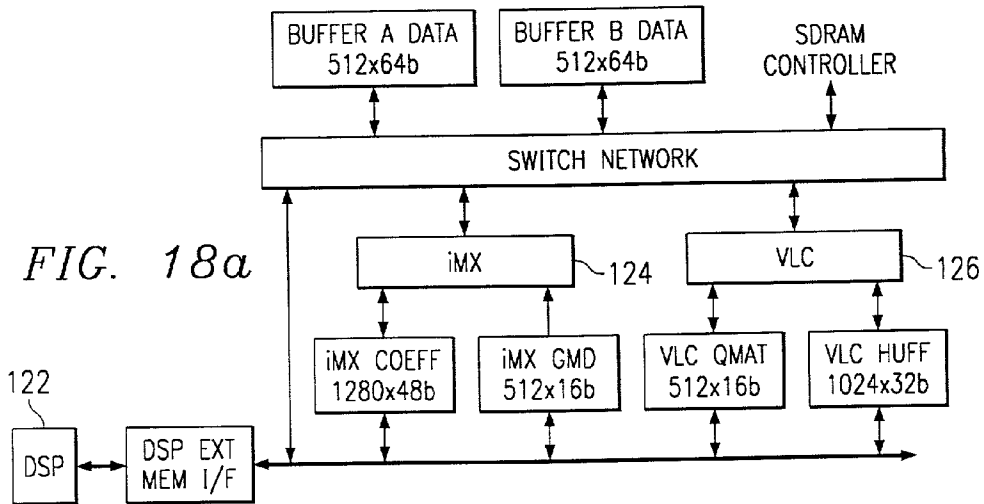 BUFFER A DATA
512x64b
BUFFER B DATA
512x64b
SDRAM
CONTROLLER
SWITCH NETWORK
FIG. 18a
iMX
124
VLC
126
iMX COEFF
1280x48b
iMX GMD
512x16b
VLC QMAT
512x16b
VLC HUFF
1024x32b
122
DSP
DSP EXT
MEM I/F